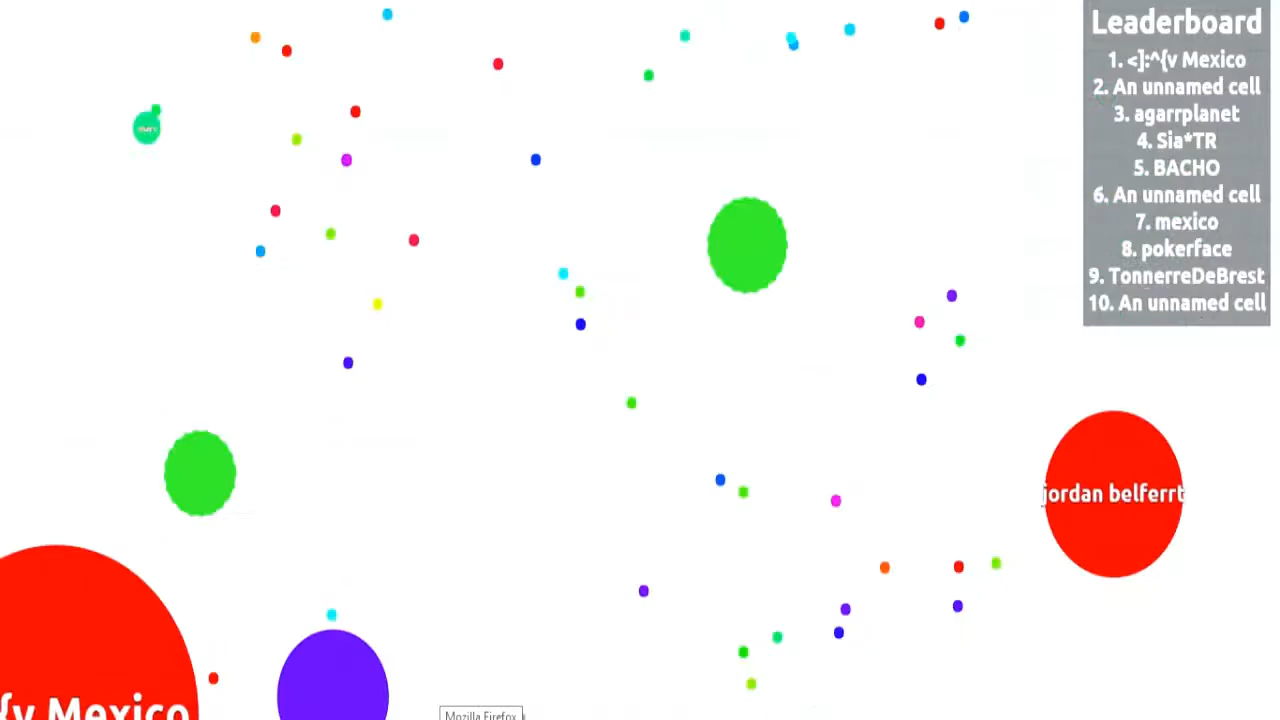 Leaderboard
1. <]:^{v Mexico
2. An unnamed cell
3. agarrplanet
4. Sia*TR
5. BACHO
6. An unnamed cell
7. mexico
8. pokerface
9. TonnerreDeBrest
10. An unnamed cell
jordan belferrt
{v Mexico
Mozilla Firefox